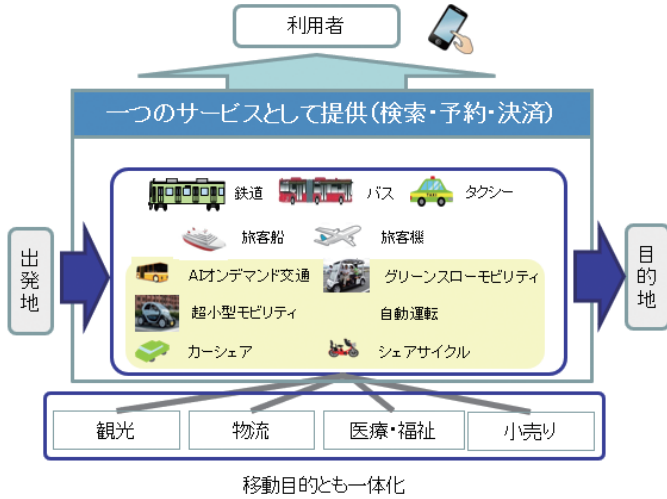 利用者
一つのサービスとして提供(検索・予約・決済)
鉄道
バス
TAXI
タクシー
旅客船
旅客機
出発地
目的地
AIオンデマンド交通
グリーンスローモビリティ
超小型モビリティ
自動運転
カーシェア
シェアサイクル
観光
物流
医療・福祉
小売り
移動目的とも一体化